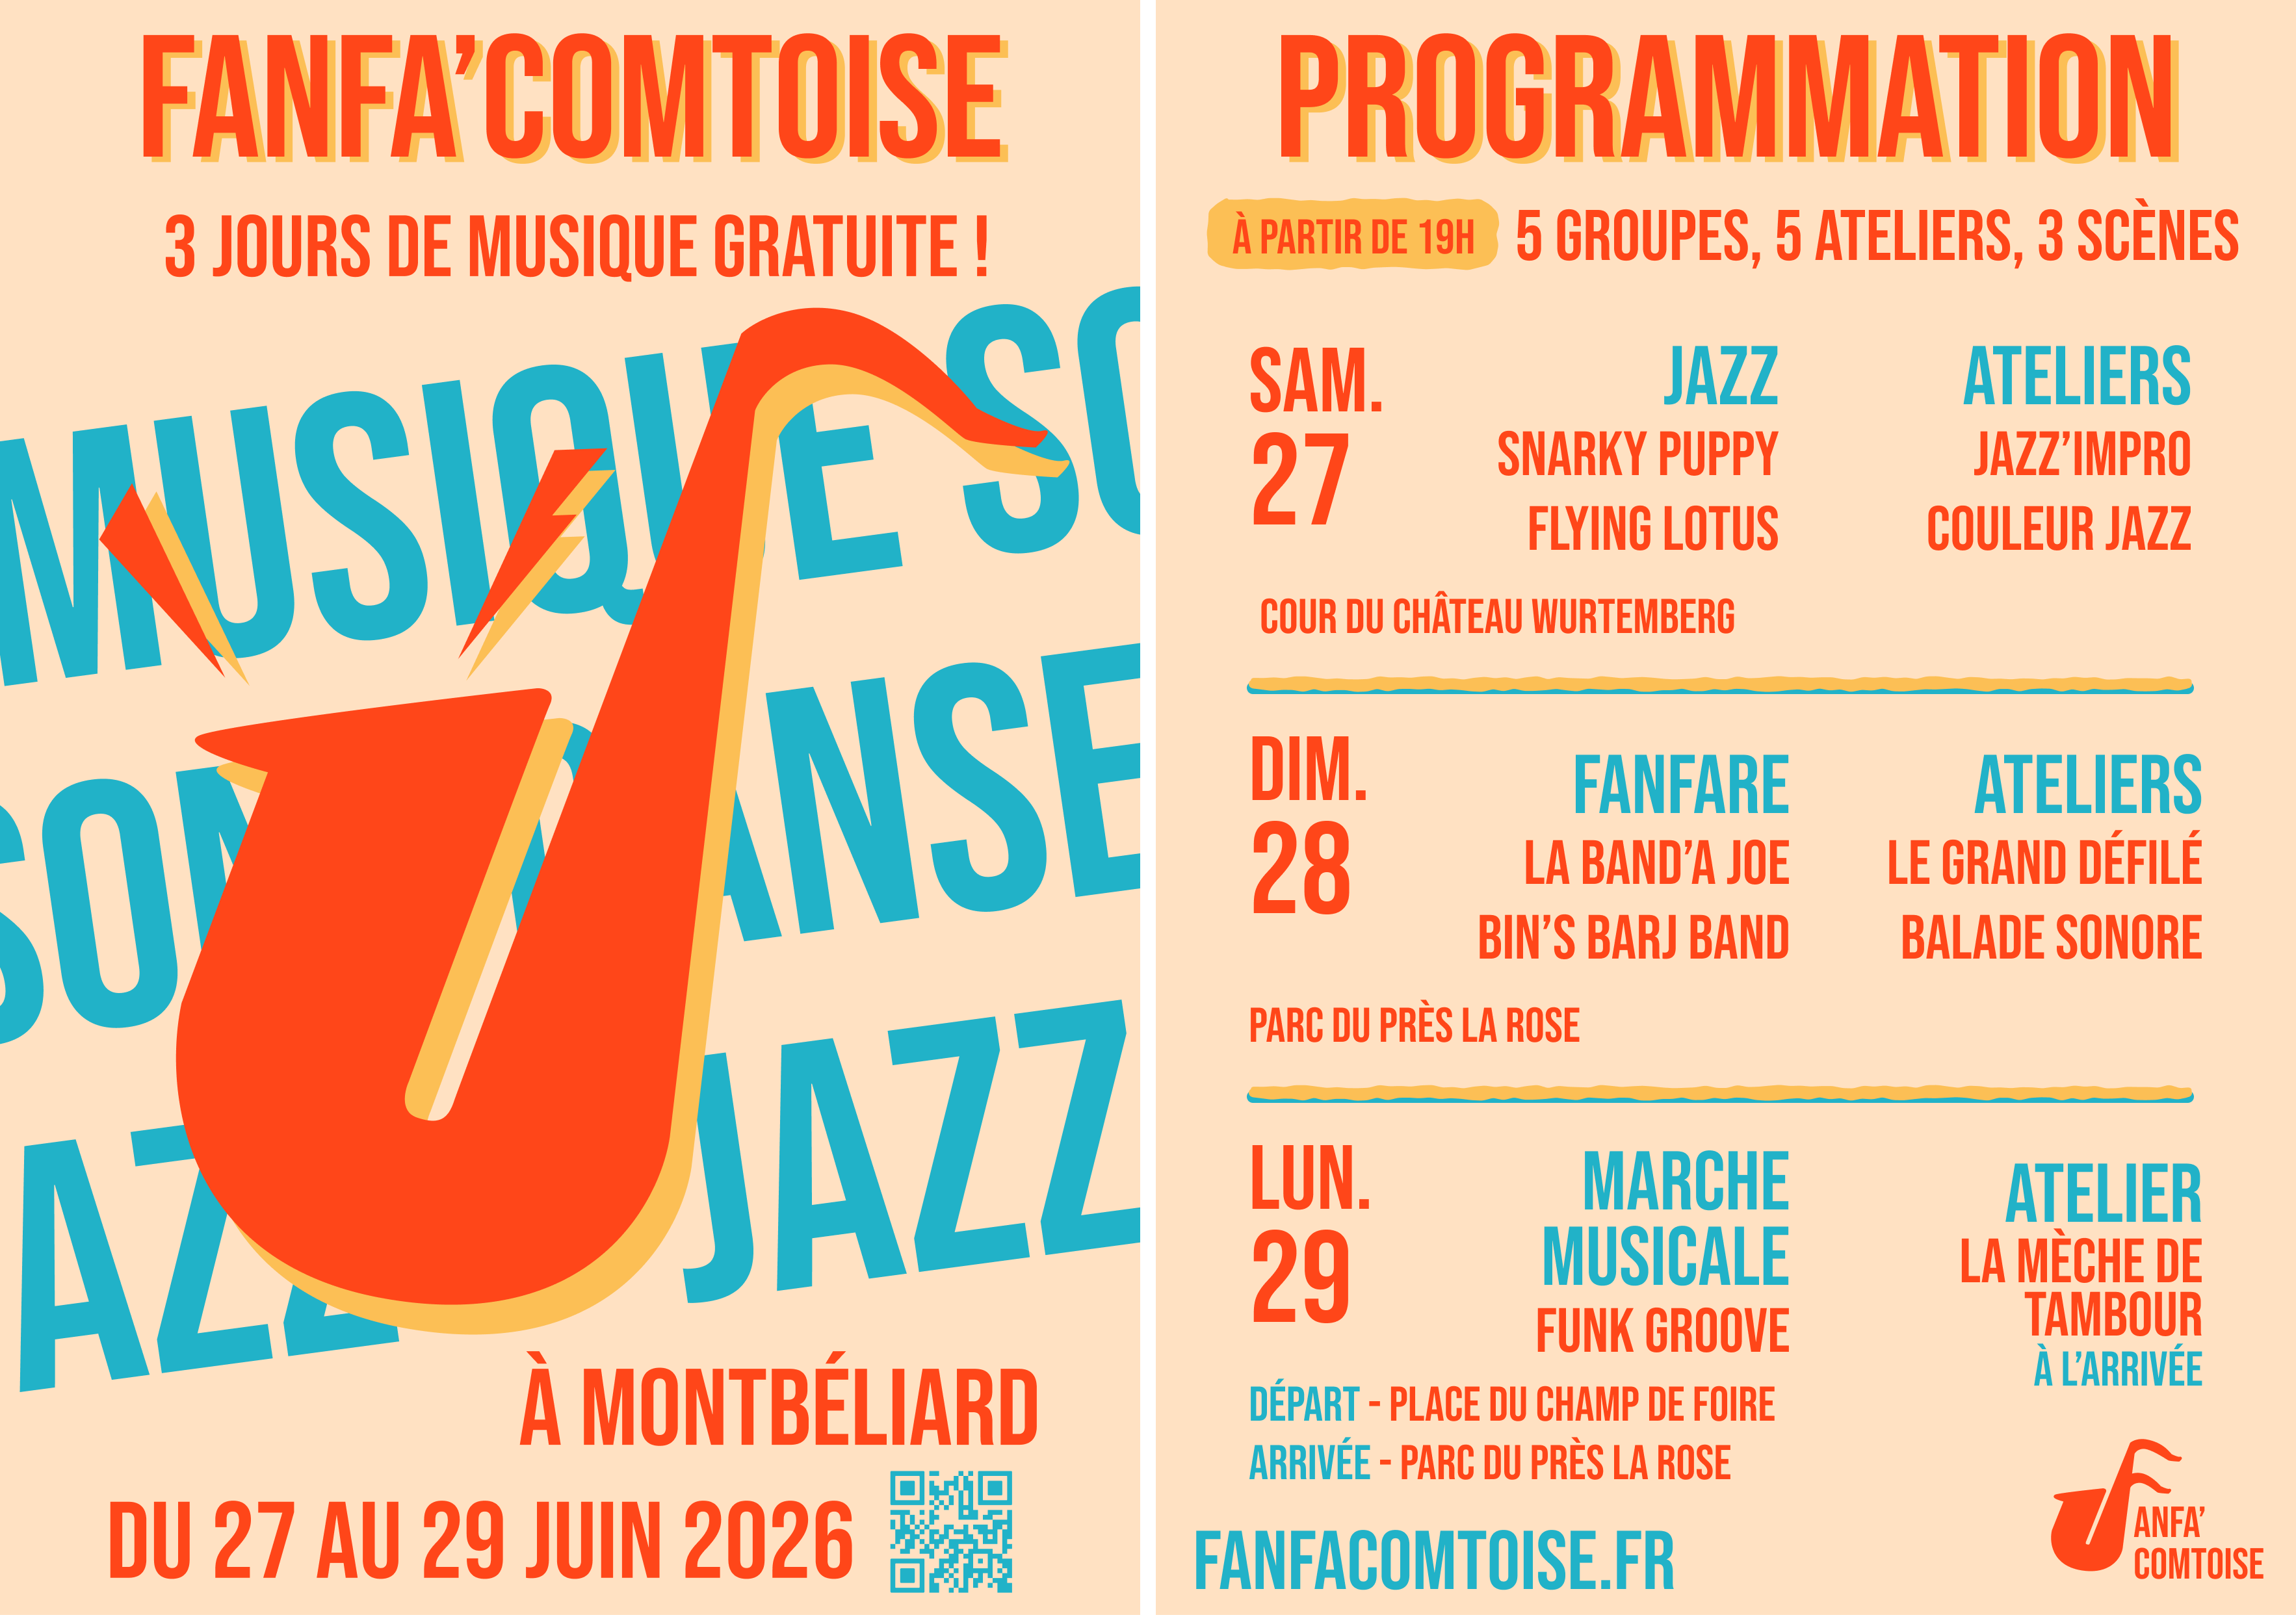 FANFA'COMTOISE
3 JOURS DE MUSIQUE GRATUITE !
MUSIQUE SO
SON DANSE
AZZ JAZZ
À MONTBÉLIARD
DU 27 AU 29 JUIN 2026
PROGRAMMATION
À PARTIR DE 19H 5 GROUPES, 5 ATELIERS, 3 SCÈNES
SAM.
27
JAZZ
SNARKY PUPPY
FLYING LOTUS
ATELIERS
JAZZ'IMPRO
COULEUR JAZZ
COUR DU CHÂTEAU WURTEMBERG
DIM.
28
FANFARE
LA BAND'A JOE
BIN'S BARJ BAND
ATELIERS
LE GRAND DÉFILÉ
BALADE SONORE
PARC DU PRÈS LA ROSE
LUN.
29
MARCHE
MUSICALE
FUNK GROOVE
ATELIER
LA MÈCHE DE
TAMBOUR
À L'ARRIVÉE
DÉPART - PLACE DU CHAMP DE FOIRE
ARRIVÉE - PARC DU PRÈS LA ROSE
FANFACOMTOISE.FR
ANFA'
COMTOISE